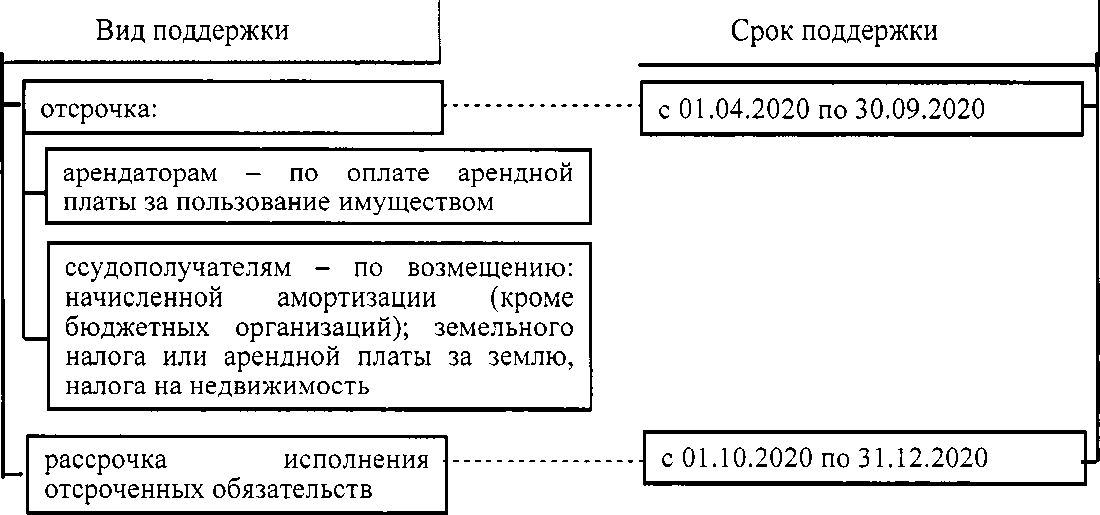 Вид поддержки
Срок поддержки
отсрочка:
с 01.04.2020 по 30.09.2020
арендаторам – по оплате арендной
платы за пользование имуществом
ссудополучателям – по возмещению:
начисленной амортизации (кроме
бюджетных организаций); земельного
налога или арендной платы за землю,
налога на недвижимость
рассрочка исполнения
отсроченных обязательств
с 01.10.2020 по 31.12.2020